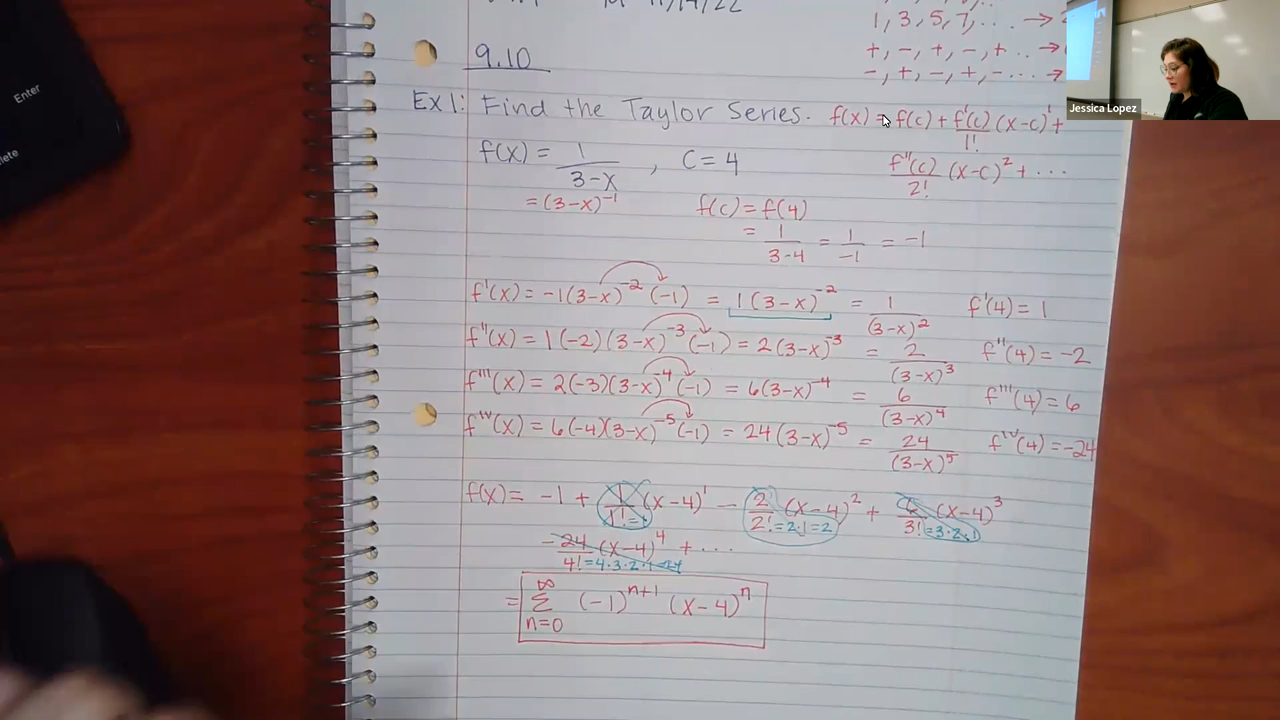 1, 3, 5, 7, ... →
+, −, +, −, + ... →
−, +, −, +, − ... →
Jessica Lopez
Enter
9.10
Ex 1: Find the Taylor Series. f(x) = f(c) + f'(c)/1! (x-c)¹ +
f''(c)/2! (x-c)² + ...
f(x) = 1/(3-x) , c = 4
= (3-x)⁻¹
f(c) = f(4)
= 1/(3-4) = 1/-1 = -1
f'(x) = -1(3-x)⁻²(-1) = 1(3-x)⁻² = 1/(3-x)² f'(4) = 1
f''(x) = 1(-2)(3-x)⁻³(-1) = 2(3-x)⁻³ = 2/(3-x)³ f''(4) = -2
f'''(x) = 2(-3)(3-x)⁻⁴(-1) = 6(3-x)⁻⁴ = 6/(3-x)⁴ f'''(4) = 6
f''''(x) = 6(-4)(3-x)⁻⁵(-1) = 24(3-x)⁻⁵ = 24/(3-x)⁵ f''''(4) = -24
f(x) = -1 + 1/1!=1 (x-4)¹ - 2/2!=2·1=2 (x-4)² + 6/3!=3·2·1 (x-4)³
- 24/4!=4·3·2·1=24 (x-4)⁴ + ...
= ∞ Σ n=0 (-1)ⁿ⁺¹ (x-4)ⁿ